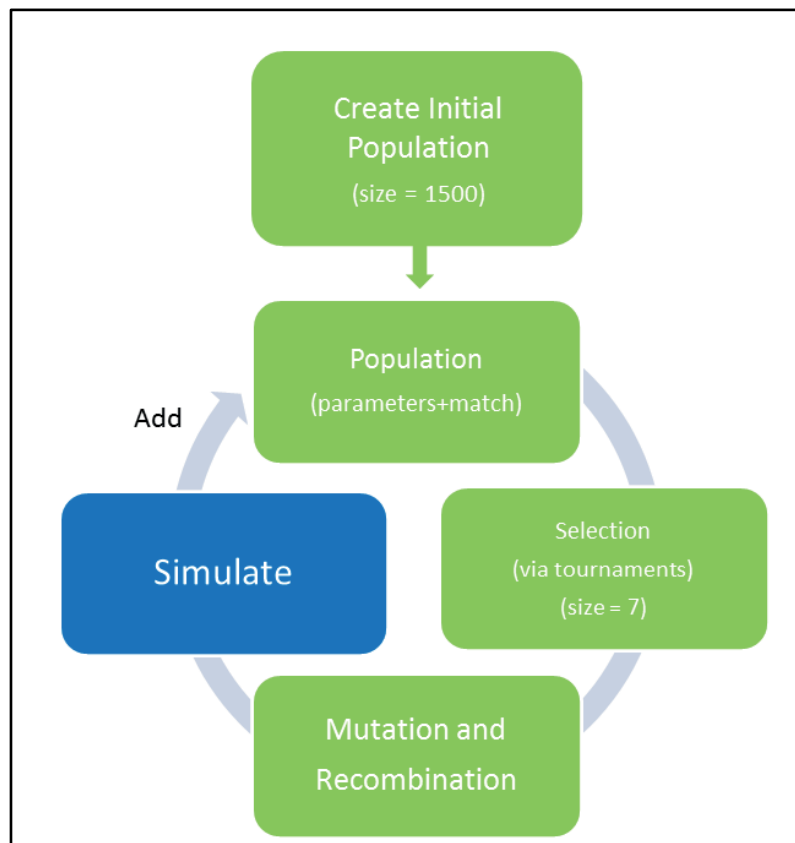 Create Initial
Population
(size = 1500)
Population
(parameters+match)
Add
Simulate
Selection
(via tournaments)
(size = 7)
Mutation and
Recombination